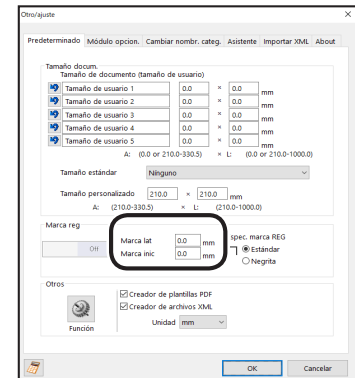 Otro/ajuste ×
Predeterminado Módulo opcion. Cambiar nombr. categ. Asistente Importar XML About
Tamaño docum.
Tamaño de documento (tamaño de usuario)
Tamaño de usuario 1 0.0 × 0.0 mm
Tamaño de usuario 2 0.0 × 0.0
Tamaño de usuario 3 0.0 × 0.0 mm
Tamaño de usuario 4 0.0 × 0.0
Tamaño de usuario 5 0.0 × 0.0 mm
A: (0.0 or 210.0-330.5) × L: (0.0 or 210.0-1000.0)
Tamaño estándar Ninguno
Tamaño personalizado 210.0 × 210.0 mm
A: (210.0-330.5) × L: (210.0-1000.0)
Marca reg
Off
Marca lat 0.0 mm
Marca inic 0.0 mm
spec. marca REG
Estándar
Negrita
Otros
Función
Creador de plantillas PDF
Creador de archivos XML
Unidad mm
OK Cancelar